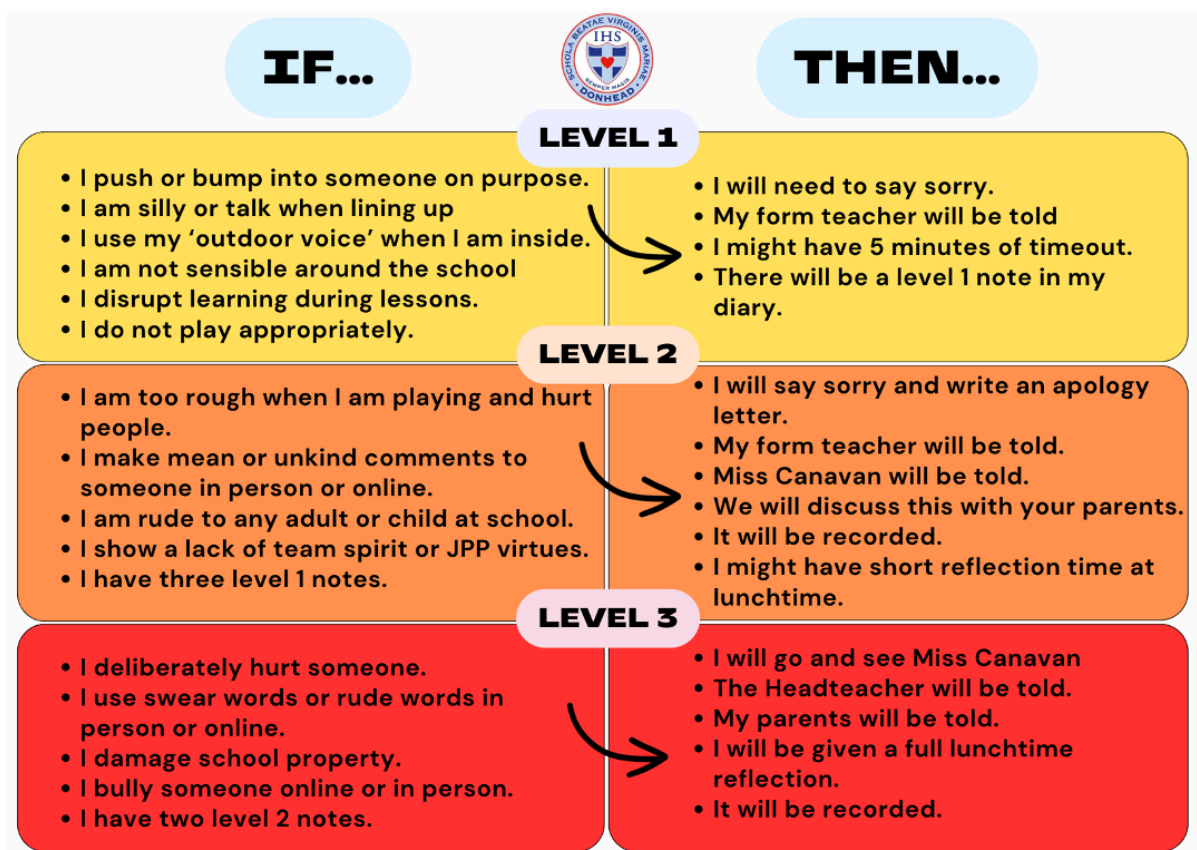 IF...
SCHOLA BEATAE VIRGINIS MARIAE
IHS
SEMPER MAGIS
DONHEAD
THEN...
LEVEL 1
• I push or bump into someone on purpose.
• I am silly or talk when lining up
• I use my ‘outdoor voice’ when I am inside.
• I am not sensible around the school
• I disrupt learning during lessons.
• I do not play appropriately.
• I will need to say sorry.
• My form teacher will be told
• I might have 5 minutes of timeout.
• There will be a level 1 note in my
diary.
LEVEL 2
• I am too rough when I am playing and hurt
people.
• I make mean or unkind comments to
someone in person or online.
• I am rude to any adult or child at school.
• I show a lack of team spirit or JPP virtues.
• I have three level 1 notes.
• I will say sorry and write an apology
letter.
• My form teacher will be told.
• Miss Canavan will be told.
• We will discuss this with your parents.
• It will be recorded.
• I might have short reflection time at
lunchtime.
LEVEL 3
• I deliberately hurt someone.
• I use swear words or rude words in
person or online.
• I damage school property.
• I bully someone online or in person.
• I have two level 2 notes.
• I will go and see Miss Canavan
• The Headteacher will be told.
• My parents will be told.
• I will be given a full lunchtime
reflection.
• It will be recorded.